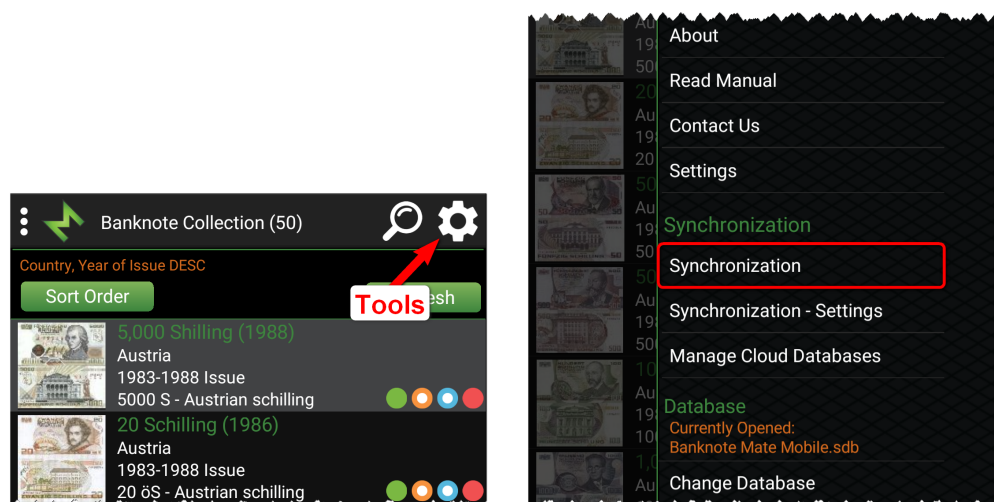 Banknote Collection (50)
Country, Year of Issue DESC
Sort Order
esh
Tools
5,000 Shilling (1988)
Austria
1983-1988 Issue
5000 S - Austrian schilling
20 Schilling (1986)
Austria
1983-1988 Issue
20 öS - Austrian schilling
About
Read Manual
Contact Us
Settings
Synchronization
Synchronization
Synchronization - Settings
Manage Cloud Databases
Database
Currently Opened:
Banknote Mate Mobile.sdb
Change Database